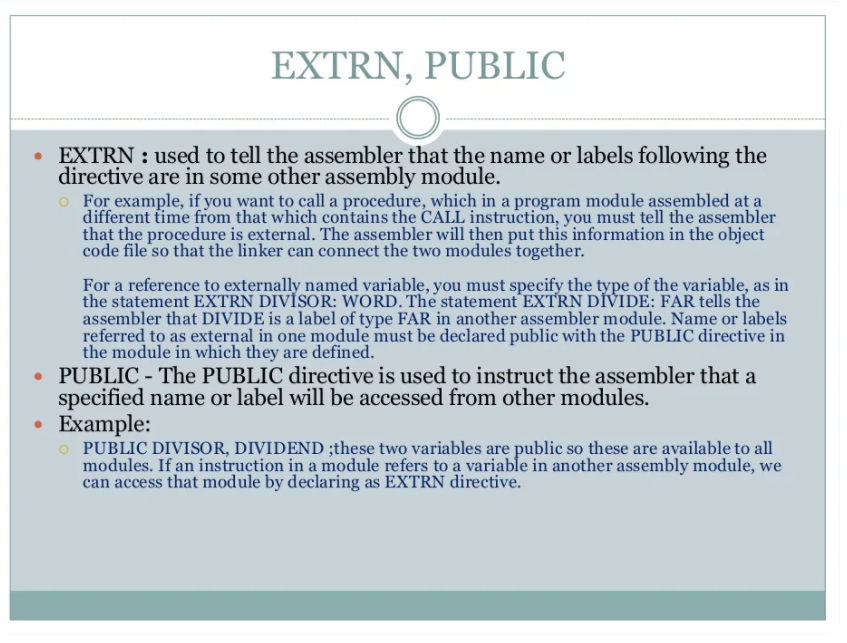 EXTRN, PUBLIC
EXTRN : used to tell the assembler that the name or labels following the
directive are in some other assembly module.
For example, if you want to call a procedure, which in a program module assembled at a
different time from that which contains the CALL instruction, you must tell the assembler
that the procedure is external. The assembler will then put this information in the object
code file so that the linker can connect the two modules together.
For a reference to externally named variable, you must specify the type of the variable, as in
the statement EXTRN DIVISOR: WORD. The statement EXTRN DIVIDE: FAR tells the
assembler that DIVIDE is a label of type FAR in another assembler module. Name or labels
referred to as external in one module must be declared public with the PUBLIC directive in
the module in which they are defined.
PUBLIC - The PUBLIC directive is used to instruct the assembler that a
specified name or label will be accessed from other modules.
Example:
PUBLIC DIVISOR, DIVIDEND ;these two variables are public so these are available to all
modules. If an instruction in a module refers to a variable in another assembly module, we
can access that module by declaring as EXTRN directive.